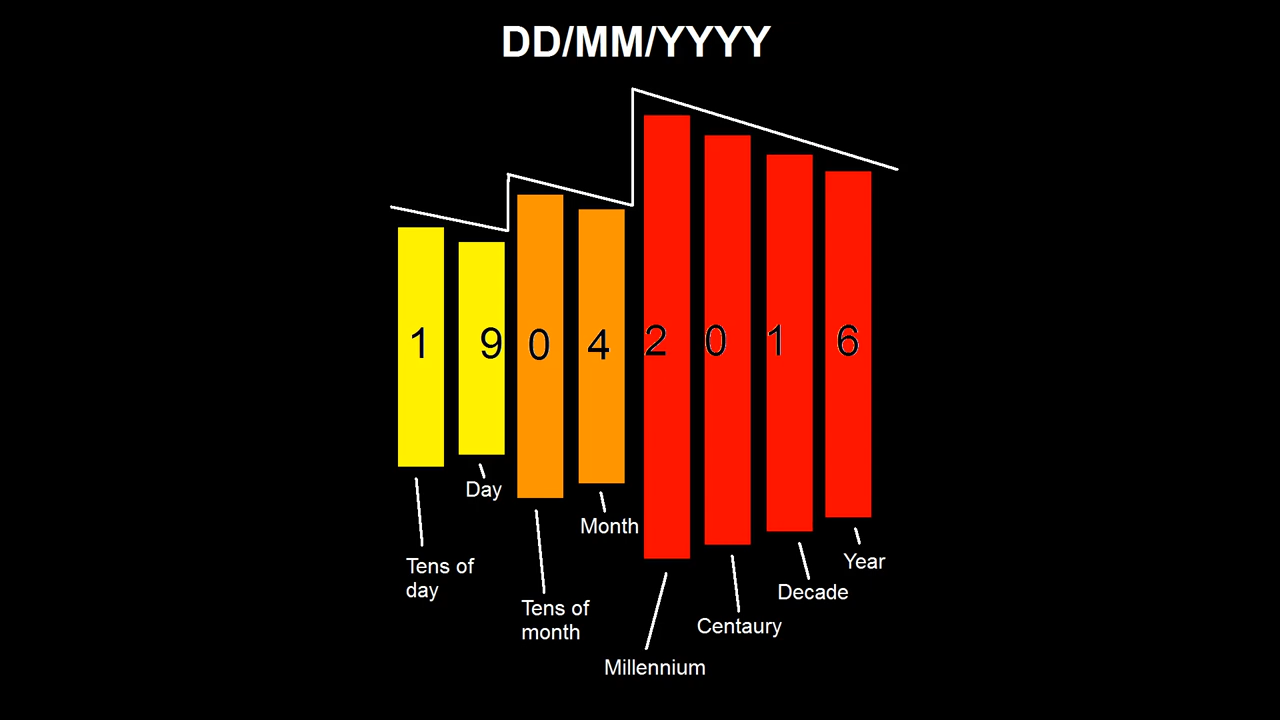 DD/MM/YYYY
1 9 0 4 2 0 1 6
Day
Month
Year
Tens of
day
Decade
Tens of
month
Centaury
Millennium